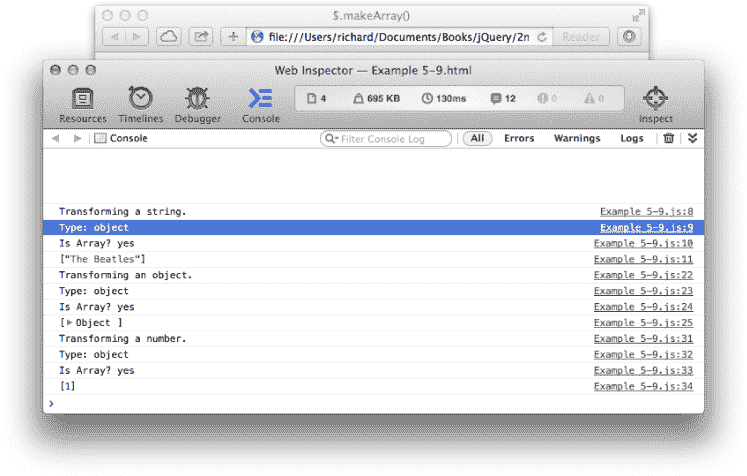 $.makeArray()
file:///Users/richard/Documents/Books/jQuery/2n
Reader
Web Inspector — Example 5-9.html
4
695 KB
130ms
12
0
0
Resources
Timelines
Debugger
Console
Inspect
Console
Filter Console Log
All
Errors
Warnings
Logs
Transforming a string. Example 5-9.js:8
Type: object Example 5-9.js:9
Is Array? yes Example 5-9.js:10
["The Beatles"] Example 5-9.js:11
Transforming an object. Example 5-9.js:22
Type: object Example 5-9.js:23
Is Array? yes Example 5-9.js:24
[▶Object ] Example 5-9.js:25
Transforming a number. Example 5-9.js:31
Type: object Example 5-9.js:32
Is Array? yes Example 5-9.js:33
[1] Example 5-9.js:34